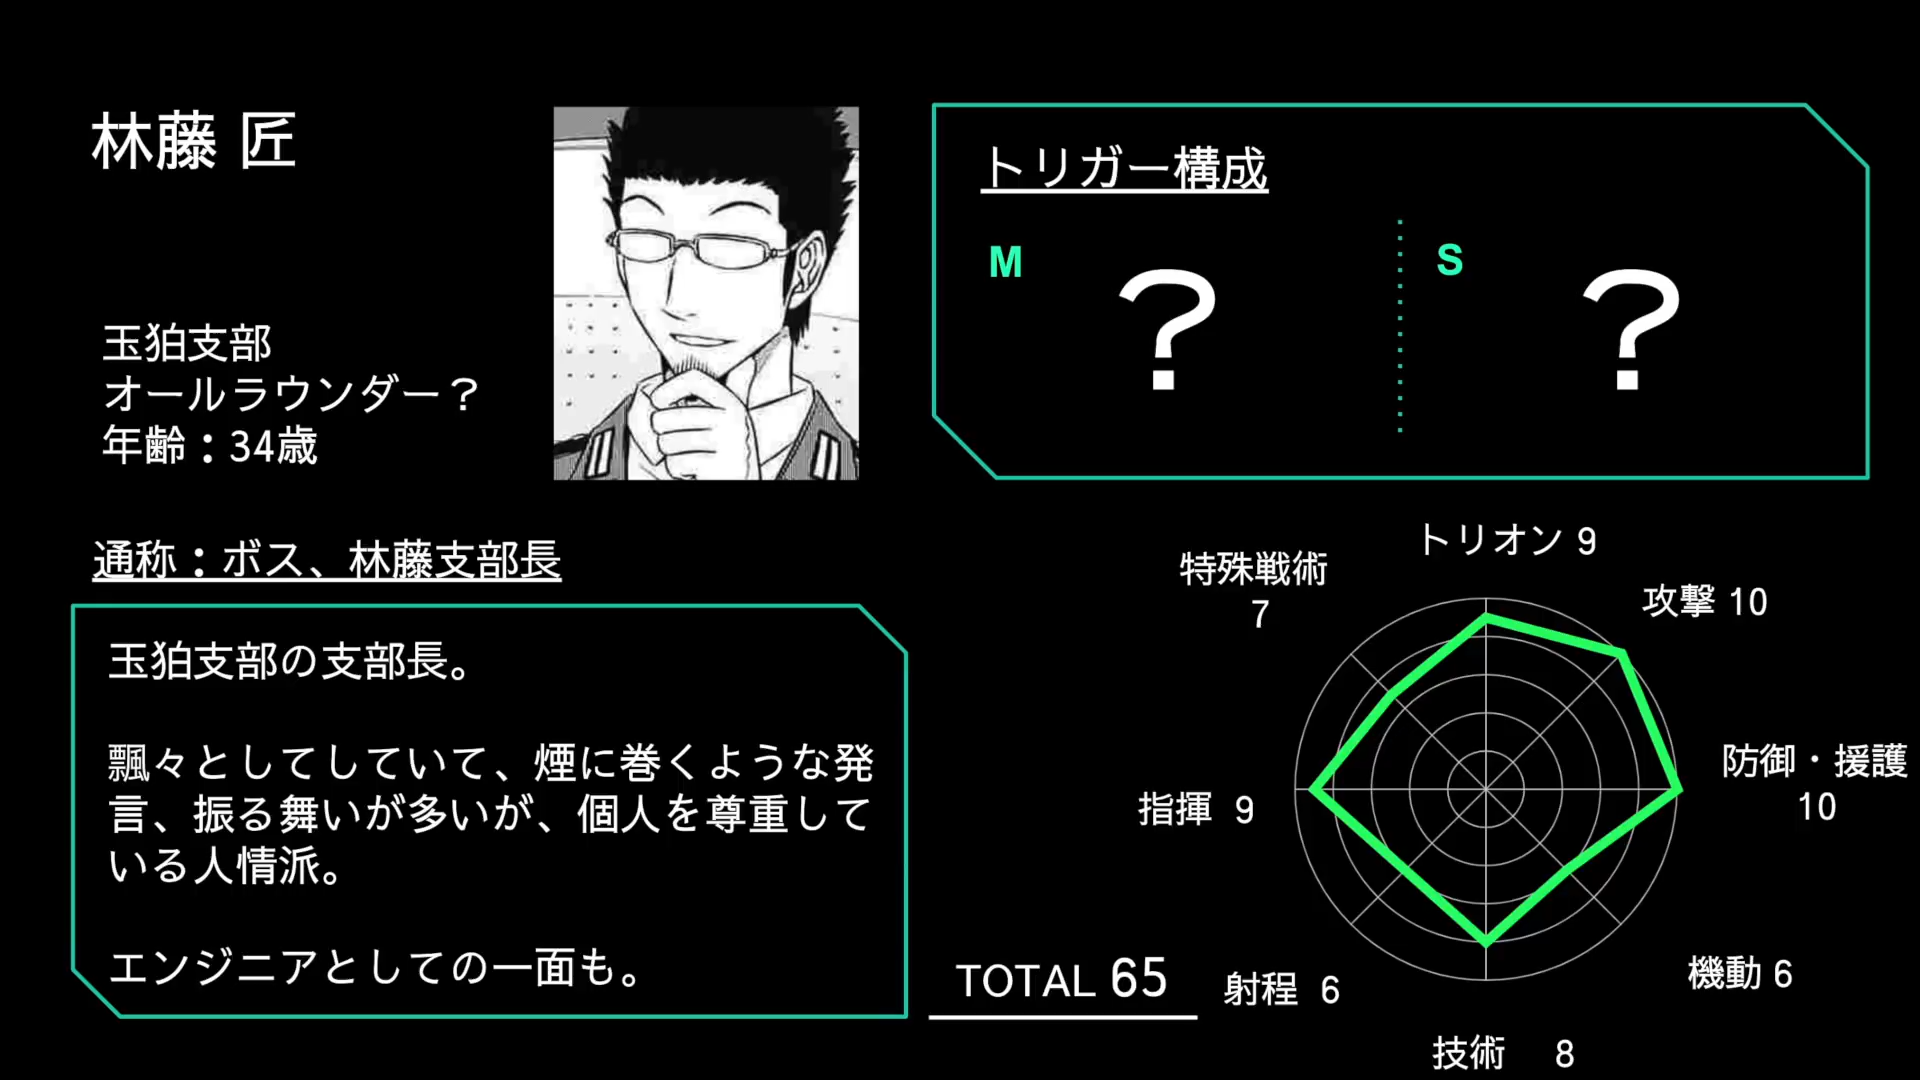 林藤 匠
玉狛支部
オールラウンダー？
年齢：34歳
通称：ボス、林藤支部長
玉狛支部の支部長。
飄々としてしていて、煙に巻くような発
言、振る舞いが多いが、個人を尊重して
いる人情派。
エンジニアとしての一面も。
トリガー構成
M
？
S
？
トリオン 9
攻撃 10
防御・援護
10
機動 6
技術 8
射程 6
指揮 9
特殊戦術
7
TOTAL 65